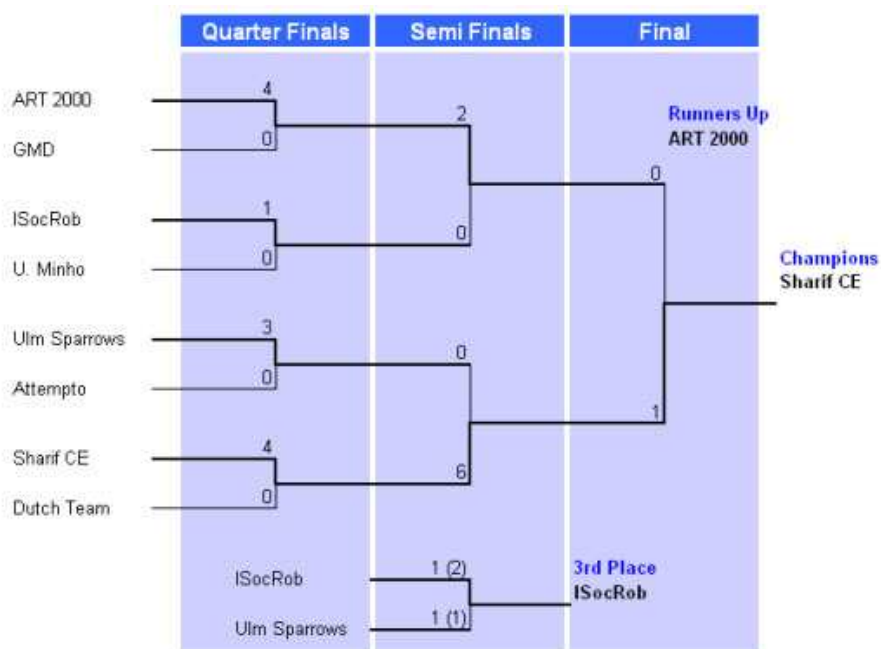 Quarter Finals
Semi Finals
Final
ART 2000
4
GMD
0
2
Runners Up
ART 2000
0
ISocRob
1
U. Minho
0
0
Champions
Sharif CE
Ulm Sparrows
3
Attempto
0
0
1
Sharif CE
4
Dutch Team
0
6
ISocRob
1 (2)
Ulm Sparrows
1 (1)
3rd Place
ISocRob